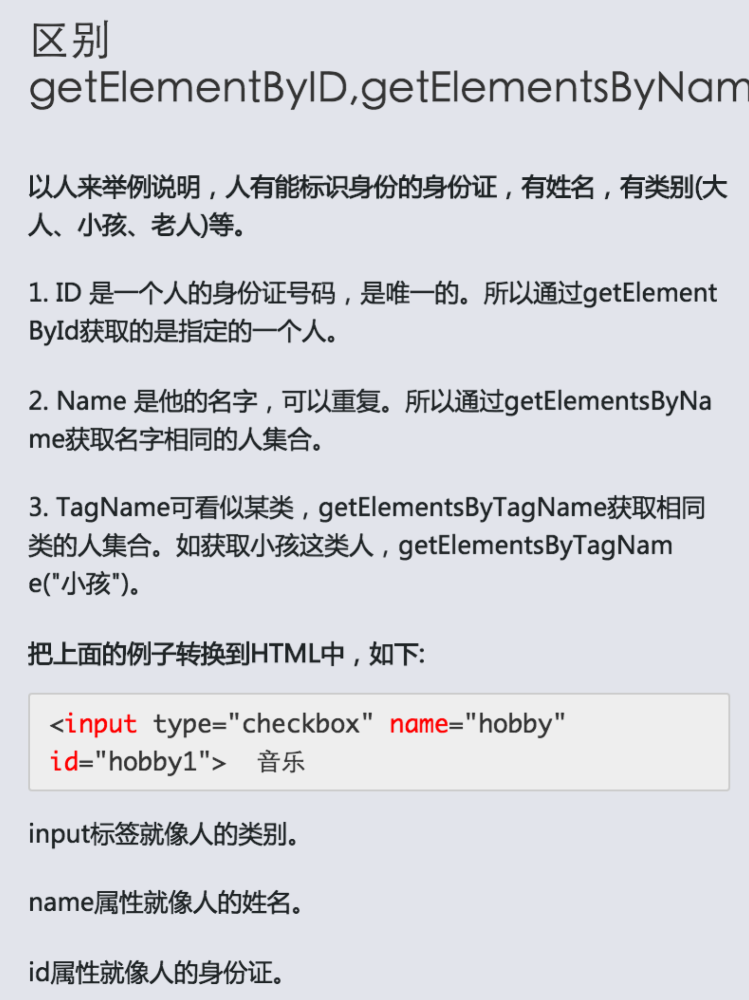 区别
getElementByID,getElementsByNam
以人来举例说明，人有能标识身份的身份证，有姓名，有类别(大
人、小孩、老人)等。
1. ID 是一个人的身份证号码，是唯一的。所以通过getElement
ById获取的是指定的一个人。
2. Name 是他的名字，可以重复。所以通过getElementsByNa
me获取名字相同的人集合。
3. TagName可看似某类，getElementsByTagName获取相同
类的人集合。如获取小孩这类人，getElementsByTagNam
e("小孩")。
把上面的例子转换到HTML中，如下:
<input type="checkbox" name="hobby"
id="hobby1">  音乐
input标签就像人的类别。
name属性就像人的姓名。
id属性就像人的身份证。